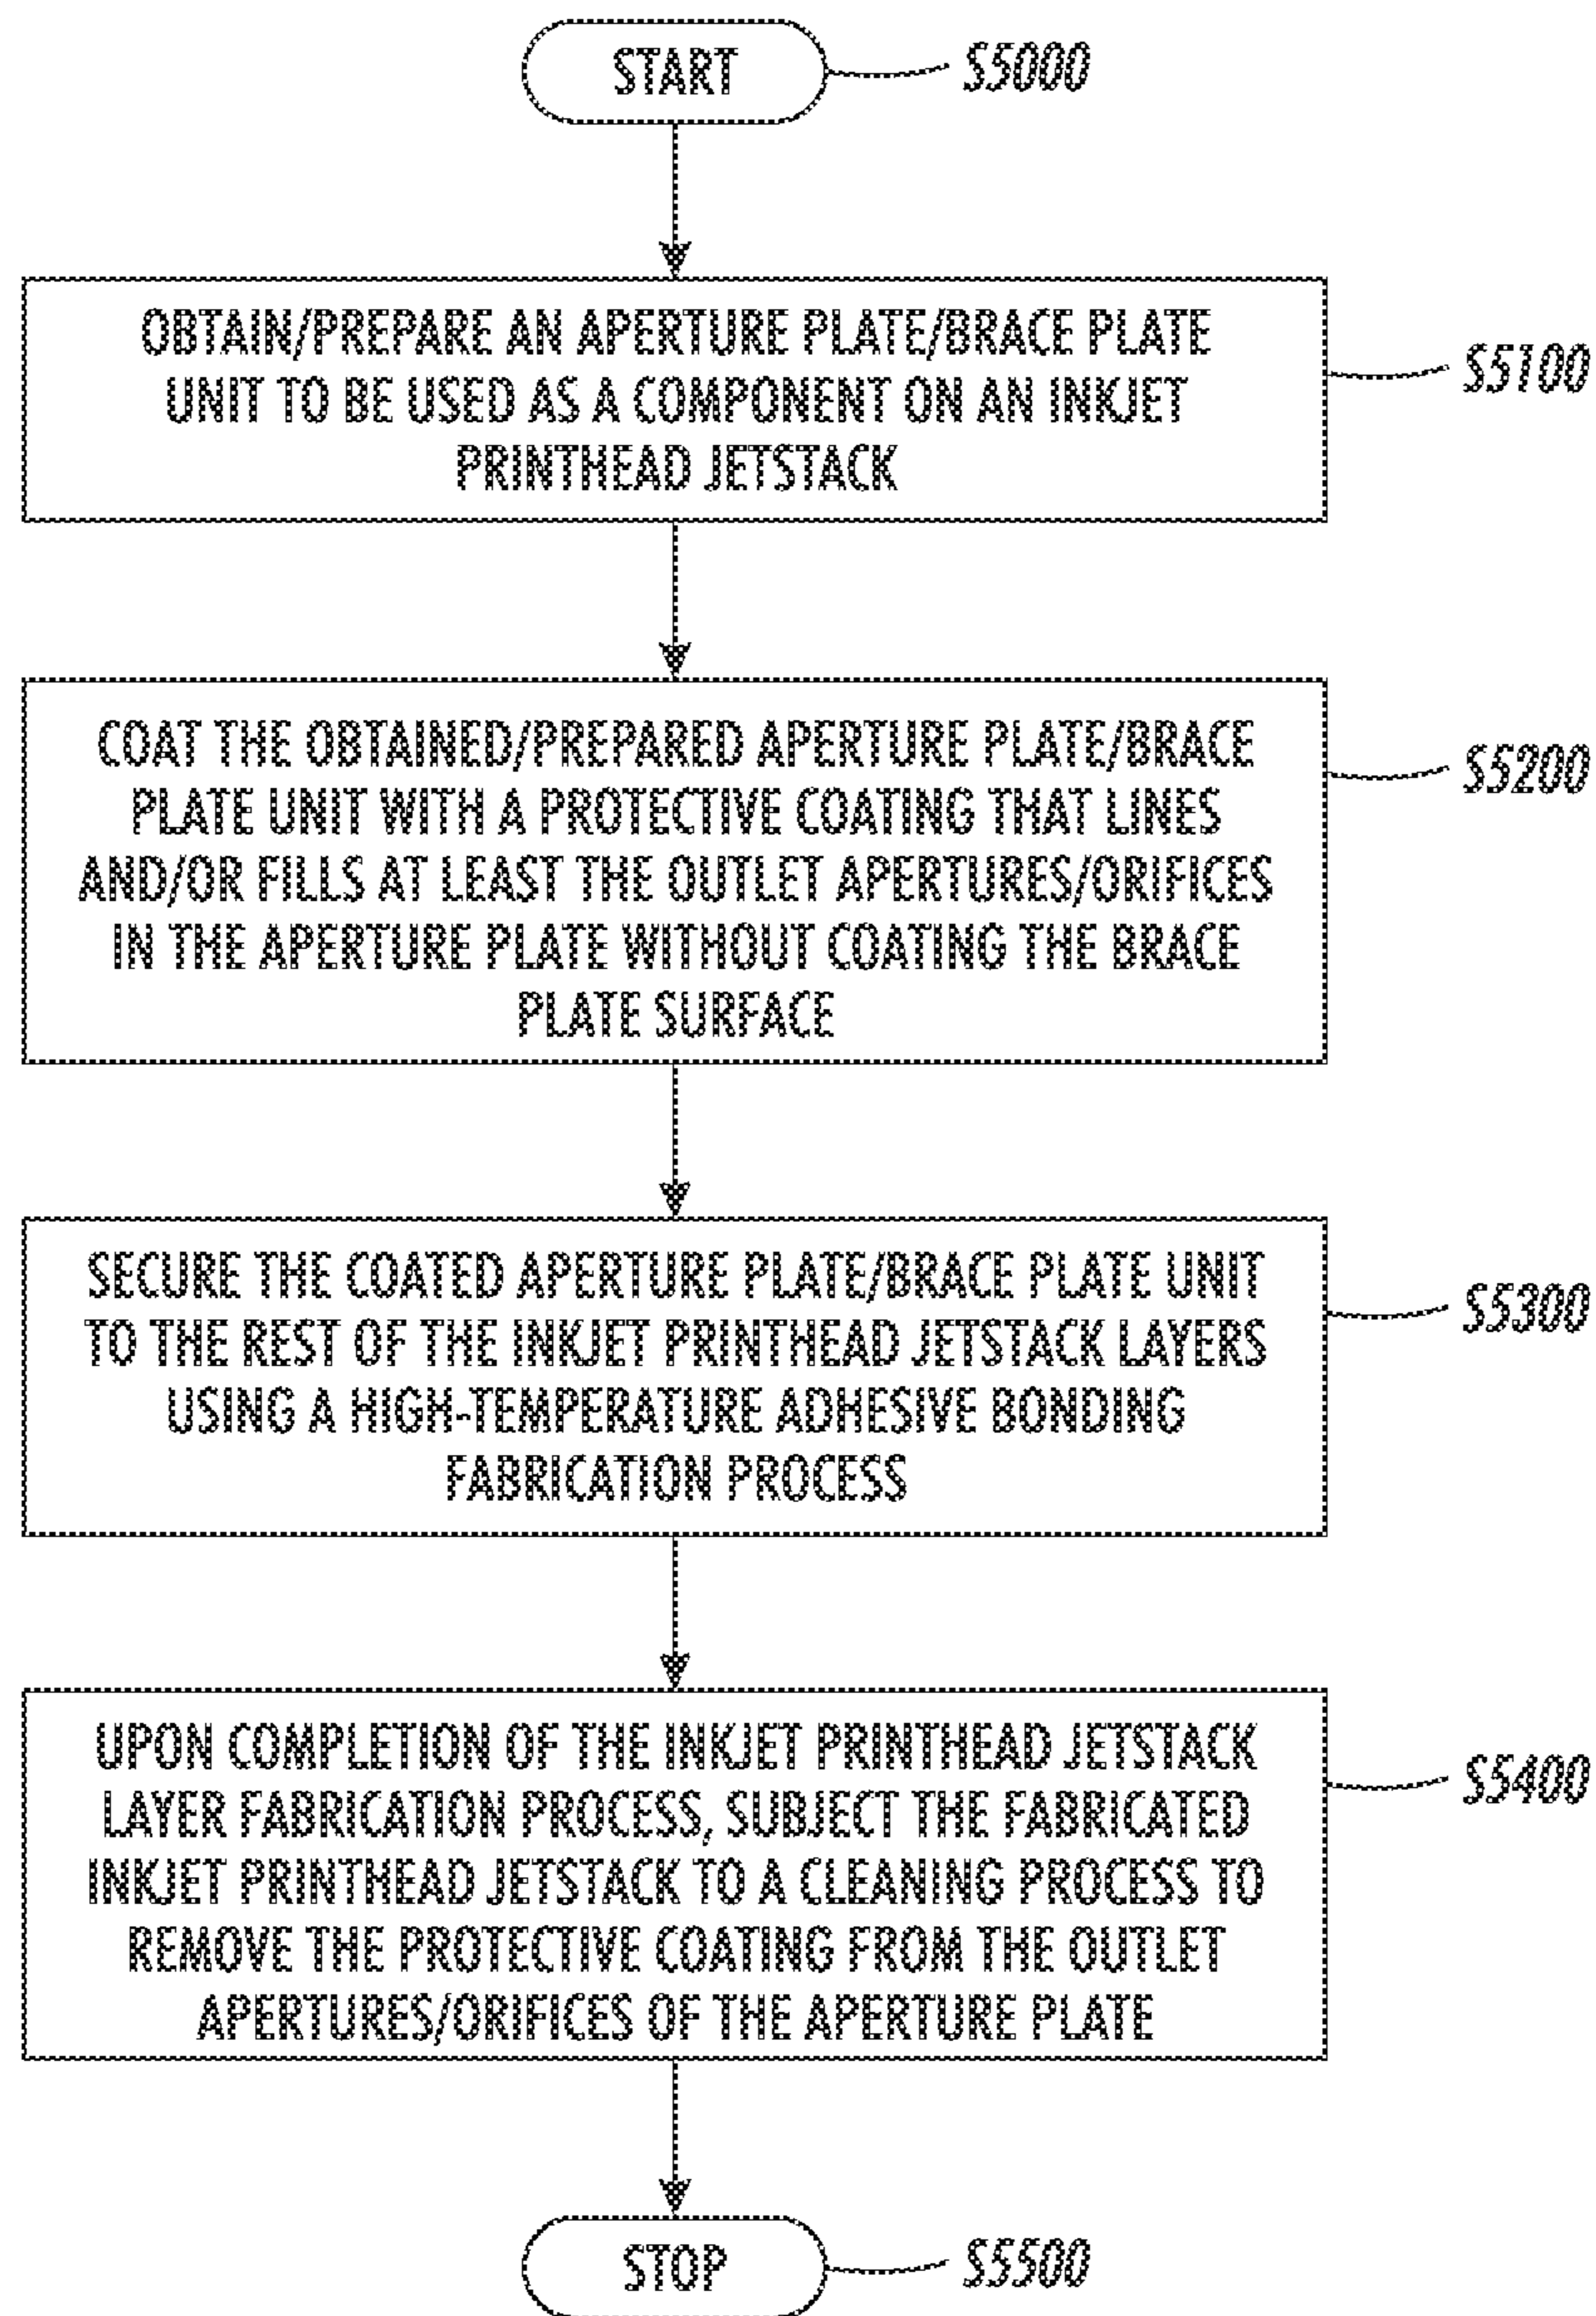 START
S5000
OBTAIN/PREPARE AN APERTURE PLATE/BRACE PLATE
UNIT TO BE USED AS A COMPONENT ON AN INKJET
PRINTHEAD JETSTACK
S5100
COAT THE OBTAINED/PREPARED APERTURE PLATE/BRACE
PLATE UNIT WITH A PROTECTIVE COATING THAT LINES
AND/OR FILLS AT LEAST THE OUTLET APERTURES/ORIFICES
IN THE APERTURE PLATE WITHOUT COATING THE BRACE
PLATE SURFACE
S5200
SECURE THE COATED APERTURE PLATE/BRACE PLATE UNIT
TO THE REST OF THE INKJET PRINTHEAD JETSTACK LAYERS
USING A HIGH-TEMPERATURE ADHESIVE BONDING
FABRICATION PROCESS
S5300
UPON COMPLETION OF THE INKJET PRINTHEAD JETSTACK
LAYER FABRICATION PROCESS, SUBJECT THE FABRICATED
INKJET PRINTHEAD JETSTACK TO A CLEANING PROCESS TO
REMOVE THE PROTECTIVE COATING FROM THE OUTLET
APERTURES/ORIFICES OF THE APERTURE PLATE
S5400
STOP
S5500